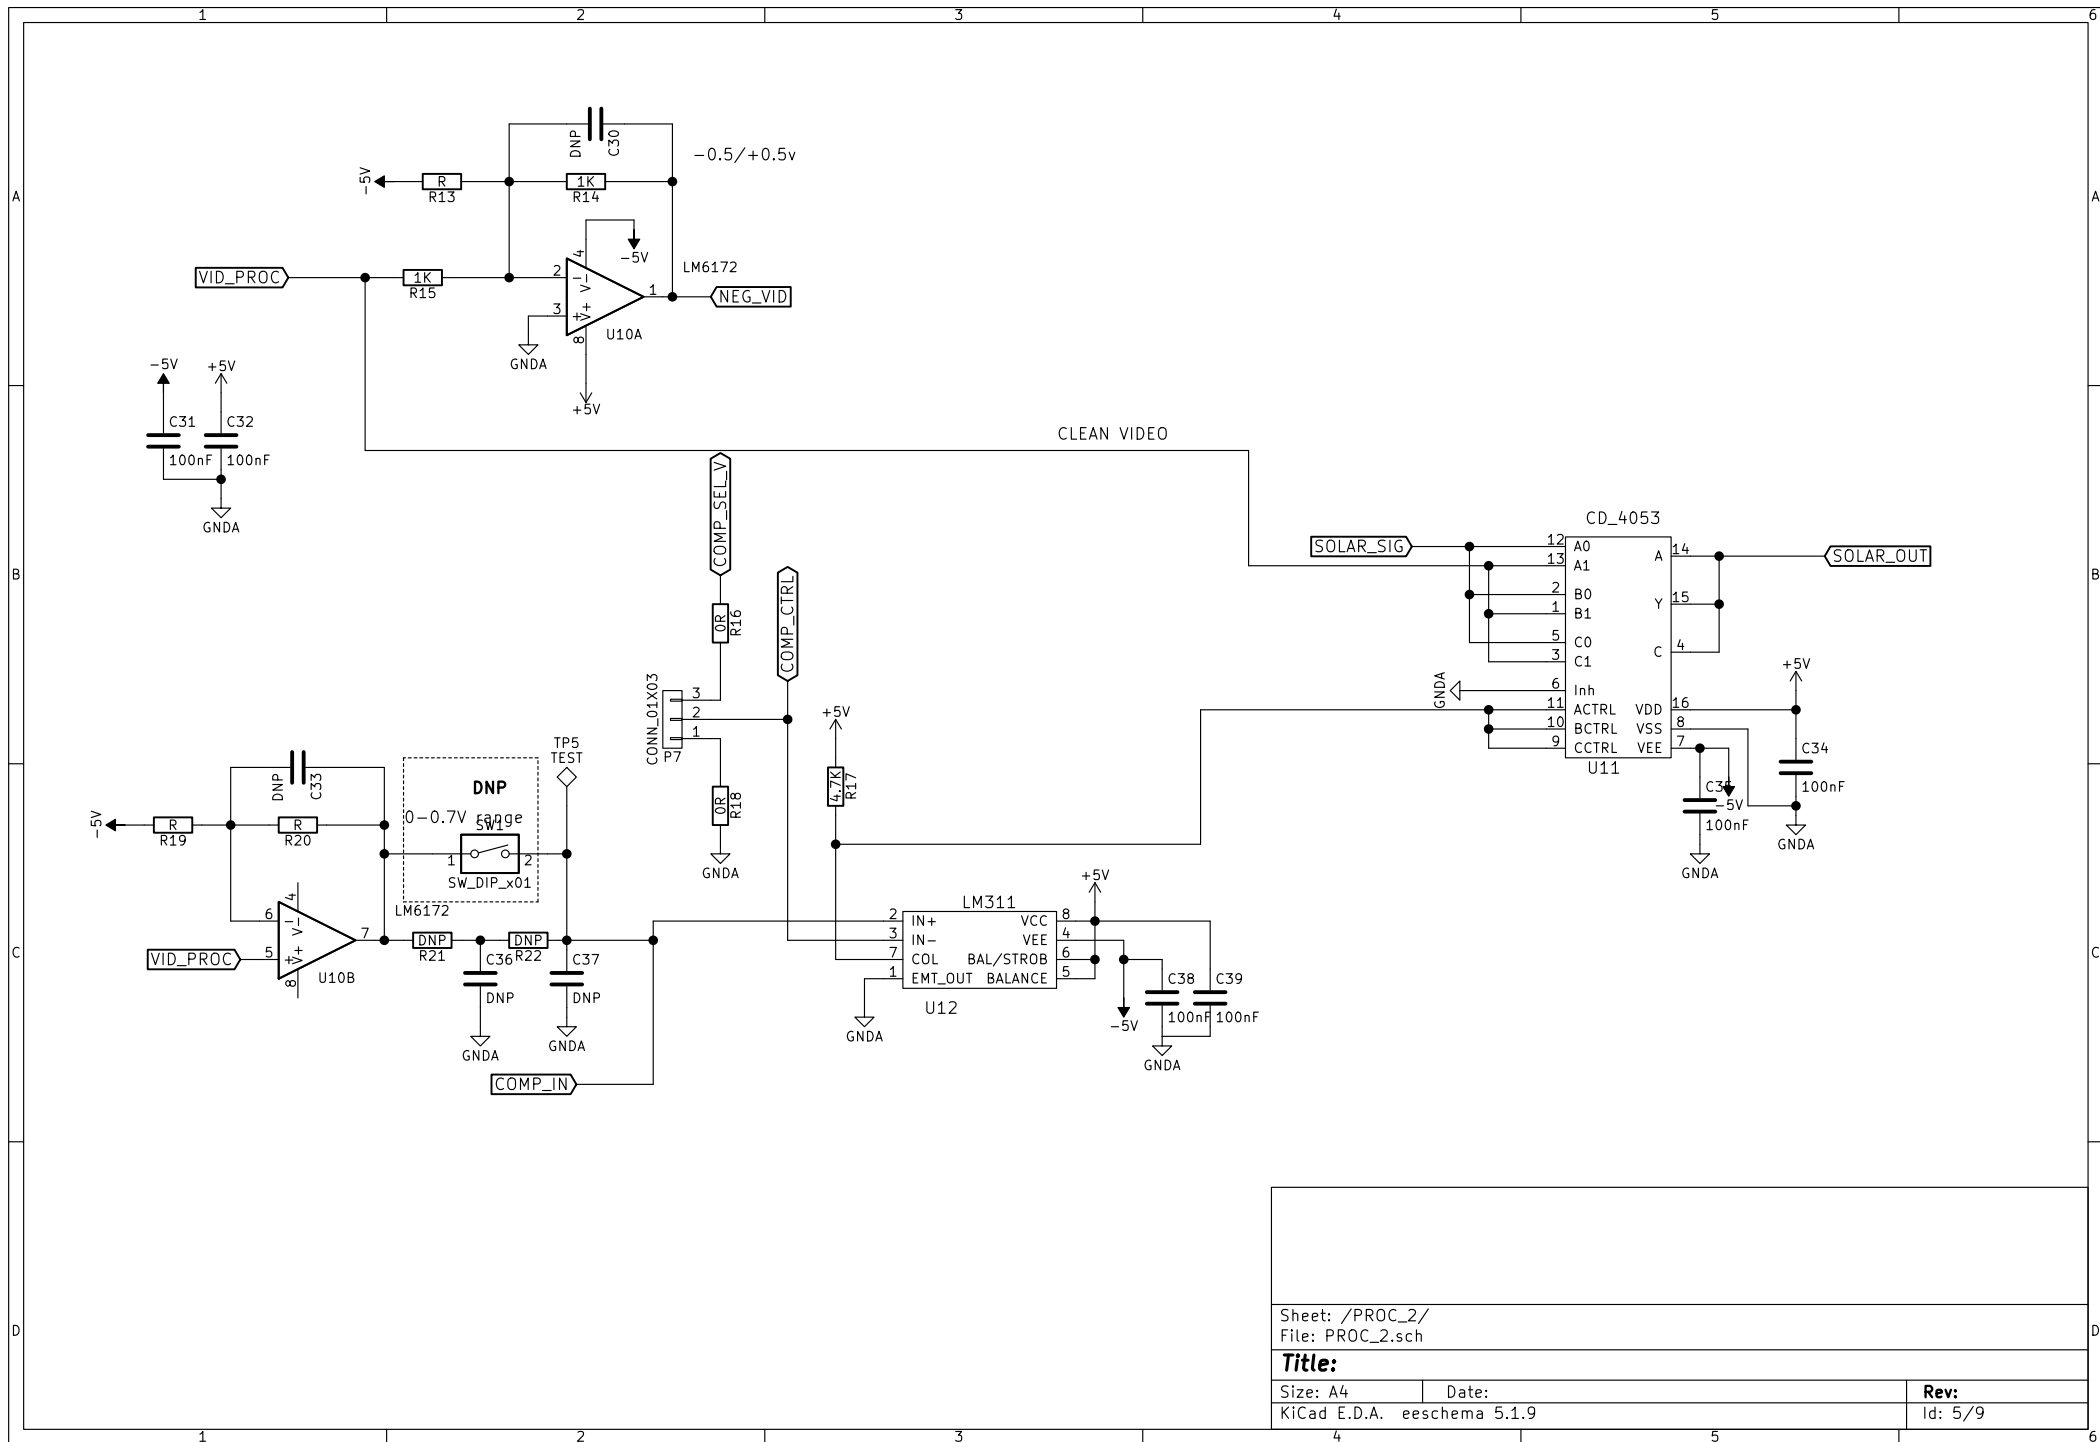 1 2 3 4 5 6
A A
B B
C C
D D
DNP
C30
-0.5/+0.5v
-5V
R
R13
1K
R14
4
V-
-5V
LM6172
VID_PROC
1K
R15
2
3
V+
8
1
NEG_VID
U10A
GNDA
+5V
-5V
+5V
C31
100nF
C32
100nF
GNDA
CLEAN VIDEO
COMP_SEL_V
0R
R16
COMP_CTRL
CONN_01X03
3
2
1
P7
0R
R18
GNDA
+5V
4.7K
R17
CD_4053
SOLAR_SIG
12 A0
13 A1
2 B0
1 B1
5 C0
3 C1
6 Inh
11 ACTRL
10 BCTRL
9 CCTRL
A 14
Y 15
C 4
VDD 16
VSS 8
VEE 7
U11
GNDA
SOLAR_OUT
+5V
C34
100nF
GNDA
C35
-5V
100nF
GNDA
DNP
C33
-5V
R
R19
R
R20
DNP
0-0.7V range
SW1
1 2
SW_DIP_x01
TP5
TEST
LM6172
4
V-
6
5
V+
8
7
VID_PROC
U10B
DNP
R21
DNP
R22
C36
DNP
GNDA
C37
DNP
GNDA
COMP_IN
LM311
2 IN+
3 IN-
7 COL
1 EMT_OUT
VCC 8
VEE 4
BAL/STROB 6
BALANCE 5
U12
GNDA
+5V
-5V
C38
100nF
C39
100nF
GNDA
Sheet: /PROC_2/
File: PROC_2.sch
Title:
Size: A4 Date: Rev:
KiCad E.D.A. eeschema 5.1.9 Id: 5/9
1 2 3 4 5 6